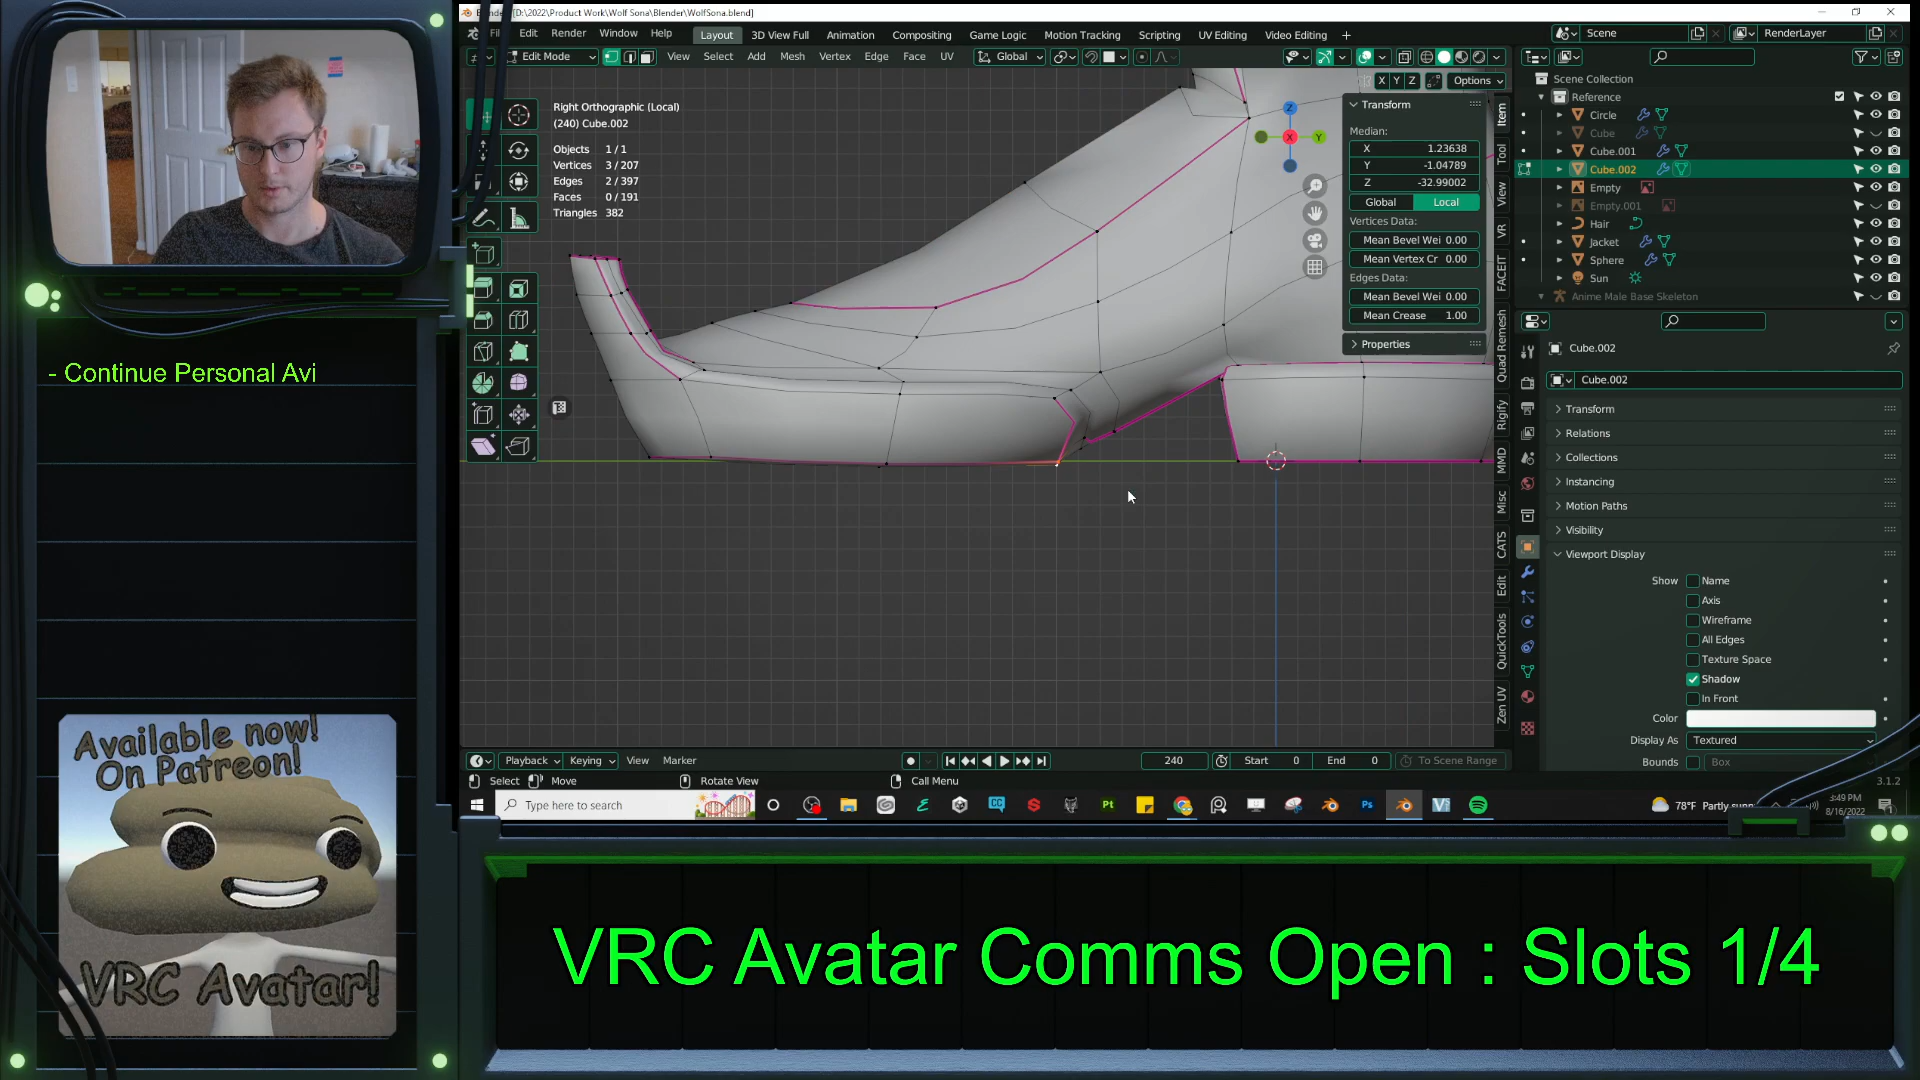 Blender [D:\2022\Product Work\Wolf Sona\Blender\WolfSona.blend]
Edit Render Window Help Layout 3D View Full Animation Compositing Game Logic Motion Tracking Scripting UV Editing Video Editing + Scene RenderLayer
Edit Mode View Select Add Mesh Vertex Edge Face UV Global
X Y Z Options
Right Orthographic (Local)
(240) Cube.002
Objects 1 / 1
Vertices 3 / 207
Edges 2 / 397
Faces 0 / 191
Triangles 382
Z
X
Y
Transform
Median:
X 1.23638
Y -1.04789
Z -32.99002
Global Local
Vertices Data:
Mean Bevel Wei 0.00
Mean Vertex Cr 0.00
Edges Data:
Mean Bevel Wei 0.00
Mean Crease 1.00
Properties
Item
Tool
View
VR
FACEIT
Quad Remesh
Rigify
MMD
Misc
CATS
Edit
QuickTools
Zen UV
Scene Collection
Reference
Circle
Cube
Cube.001
Cube.002
Empty
Empty.001
Hair
Jacket
Sphere
Sun
Anime Male Base Skeleton
Cube.002
Cube.002
Transform
Relations
Collections
Instancing
Motion Paths
Visibility
Viewport Display
Show Name
Axis
Wireframe
All Edges
Texture Space
Shadow
In Front
Color
Display As Textured
Bounds Box
Playback Keying View Marker 240 Start 0 End 0 To Scene Range
Select Move Rotate View Call Menu 3.1.2
Type here to search
CC
Pt
Ps
78°F Partly sunny
3:49 PM
8/16/2022
- Continue Personal Avi
Available now!
On Patreon!
VRC Avatar!
VRC Avatar Comms Open : Slots 1/4